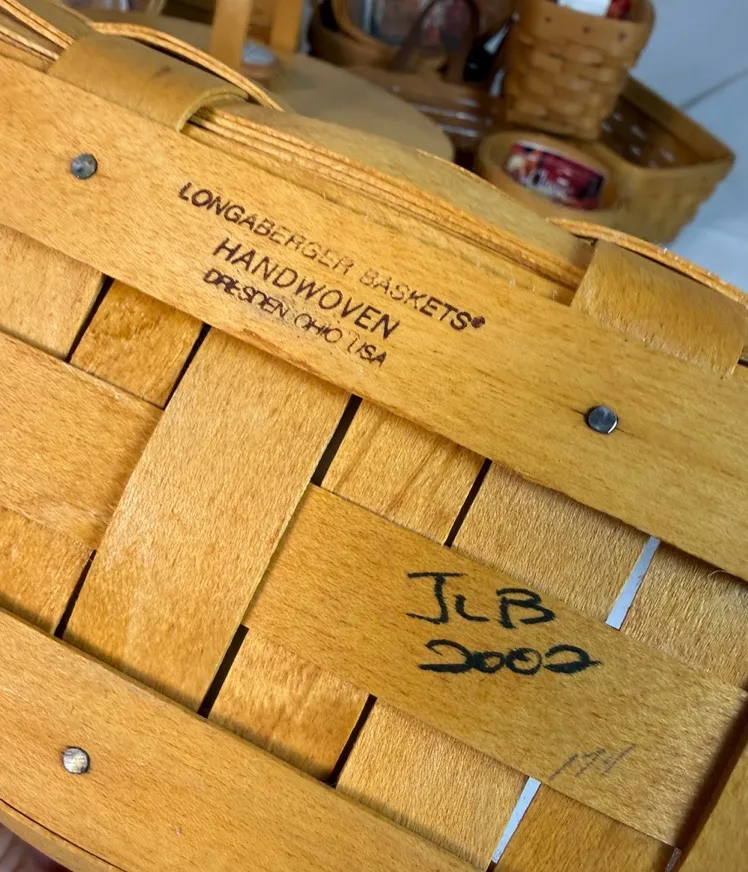 LONGABERGER BASKETS®
HANDWOVEN
DRESDEN, OHIO USA
JLB
2002